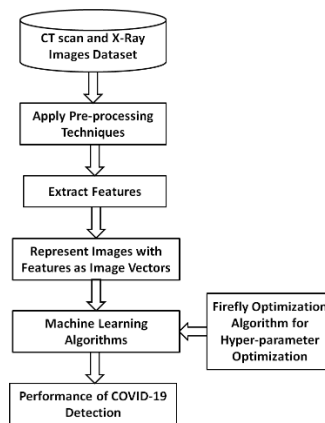 CT scan and X-Ray
Images Dataset
Apply Pre-processing
Techniques
Extract Features
Represent Images with
Features as Image Vectors
Machine Learning
Algorithms
Firefly Optimization
Algorithm for
Hyper-parameter
Optimization
Performance of COVID-19
Detection